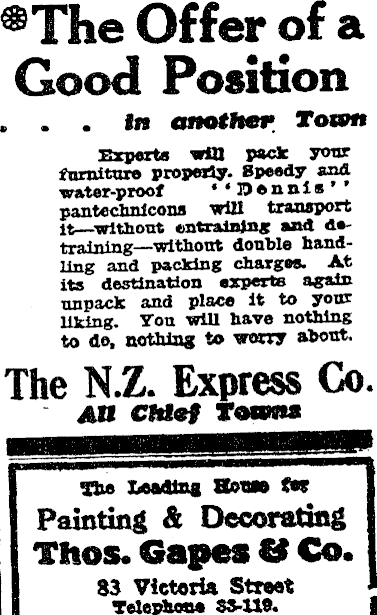 The Offer of a
Good Position
. . . in another Town
Experts will pack your
furniture properly. Speedy and
water-proof "Dennis"
pantechnicons will transport
it—without entraining and de-
training—without double hand-
ling and packing charges. At
its destination experts again
unpack and place it to your
liking. You will have nothing
to do, nothing to worry about.
The N.Z. Express Co.
All Chief Towns
The Leading House for
Painting & Decorating
Thos. Gapes & Co.
83 Victoria Street
Telephone 33-119.